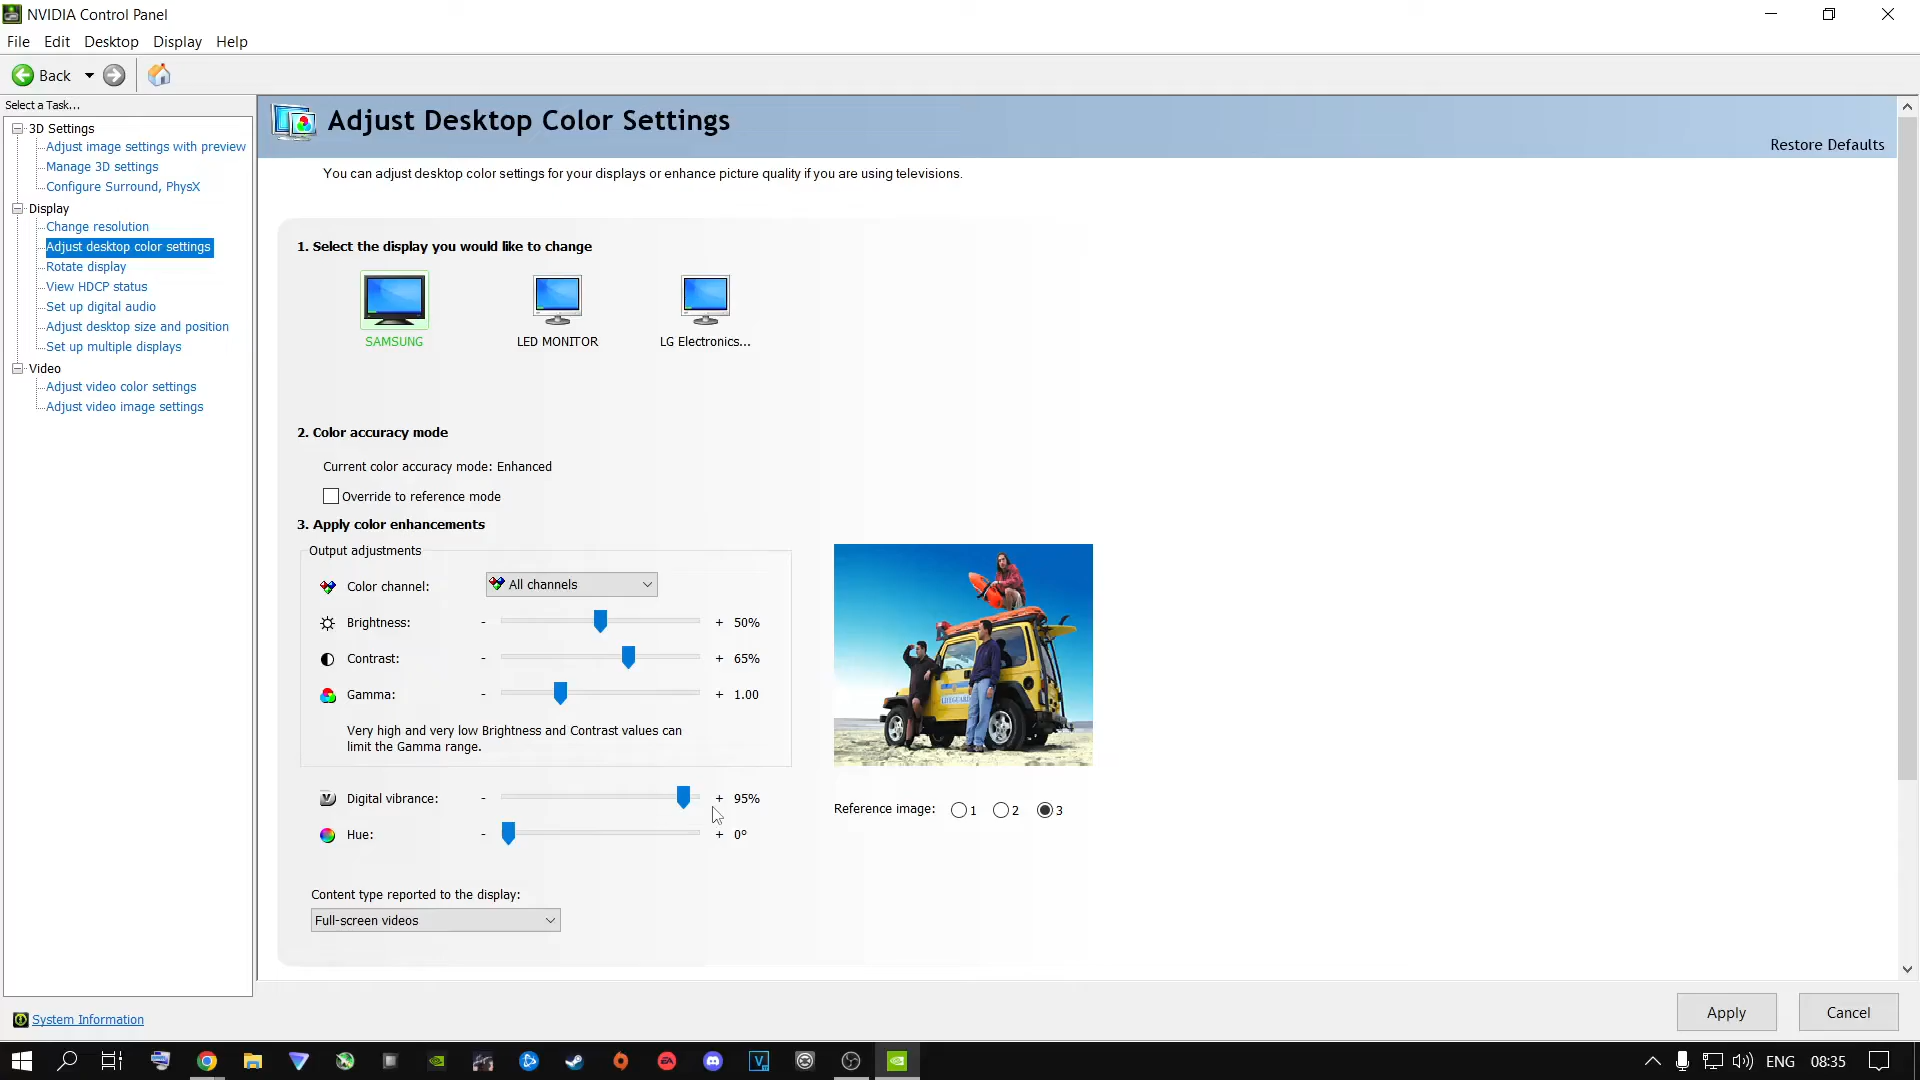 NVIDIA Control Panel
File Edit Desktop Display Help
Back
Select a Task...
3D Settings
Adjust image settings with preview
Manage 3D settings
Configure Surround, PhysX
Display
Change resolution
Adjust desktop color settings
Rotate display
View HDCP status
Set up digital audio
Adjust desktop size and position
Set up multiple displays
Video
Adjust video color settings
Adjust video image settings
System Information
Adjust Desktop Color Settings
Restore Defaults
You can adjust desktop color settings for your displays or enhance picture quality if you are using televisions.
1. Select the display you would like to change
SAMSUNG LED MONITOR LG Electronics...
2. Color accuracy mode
Current color accuracy mode: Enhanced
Override to reference mode
3. Apply color enhancements
Output adjustments
Color channel: All channels
Brightness: - + 50%
Contrast: - + 65%
Gamma: - + 1.00
Very high and very low Brightness and Contrast values can
limit the Gamma range.
Digital vibrance: - + 95%
Hue: - + 0°
LIFEGUARD
Reference image: 1 2 3
Content type reported to the display:
Full-screen videos
Apply Cancel
ENG 08:35